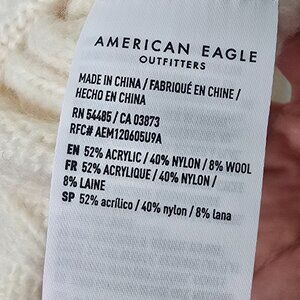 AMERICAN EAGLE
OUTFITTERS
MADE IN CHINA / FABRIQUÉ EN CHINE /
HECHO EN CHINA
RN 54485 / CA 03873
RFC# AEM120605U9A
EN 52% ACRYLIC / 40% NYLON / 8% WOOL
FR 52% ACRYLIQUE / 40% NYLON /
8% LAINE
SP 52% acrílico / 40% nylon / 8% lana